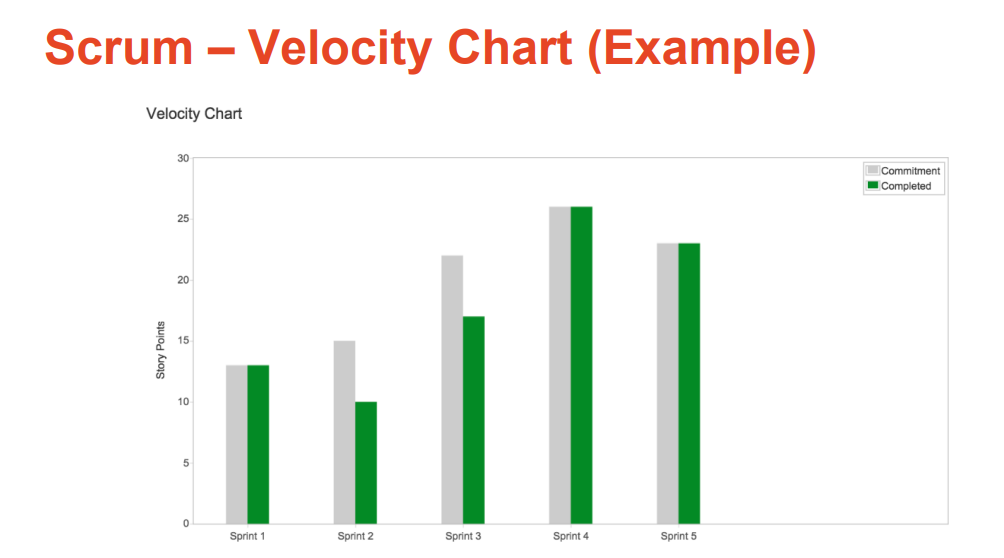 Scrum – Velocity Chart (Example)
Velocity Chart
30
25
20
15
10
5
0
Story Points
Commitment
Completed
Sprint 1
Sprint 2
Sprint 3
Sprint 4
Sprint 5